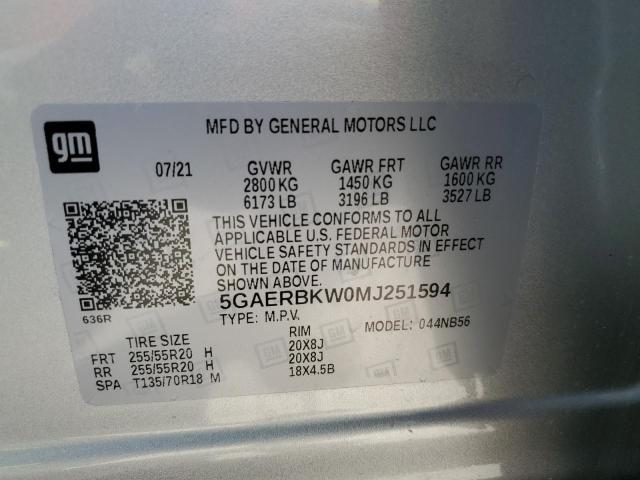 gm
MFD BY GENERAL MOTORS LLC
07/21 GVWR GAWR FRT GAWR RR
2800 KG 1450 KG 1600 KG
6173 LB 3196 LB 3527 LB
THIS VEHICLE CONFORMS TO ALL
APPLICABLE U.S. FEDERAL MOTOR
VEHICLE SAFETY STANDARDS IN EFFECT
ON THE DATE OF MANUFACTURE
SHOWN ABOVE.
636R
5GAERBKW0MJ251594
TYPE: M.P.V. MODEL: 044NB56
TIRE SIZE RIM
FRT 255/55R20 H 20X8J
RR 255/55R20 H 20X8J
SPA T135/70R18 M 18X4.5B